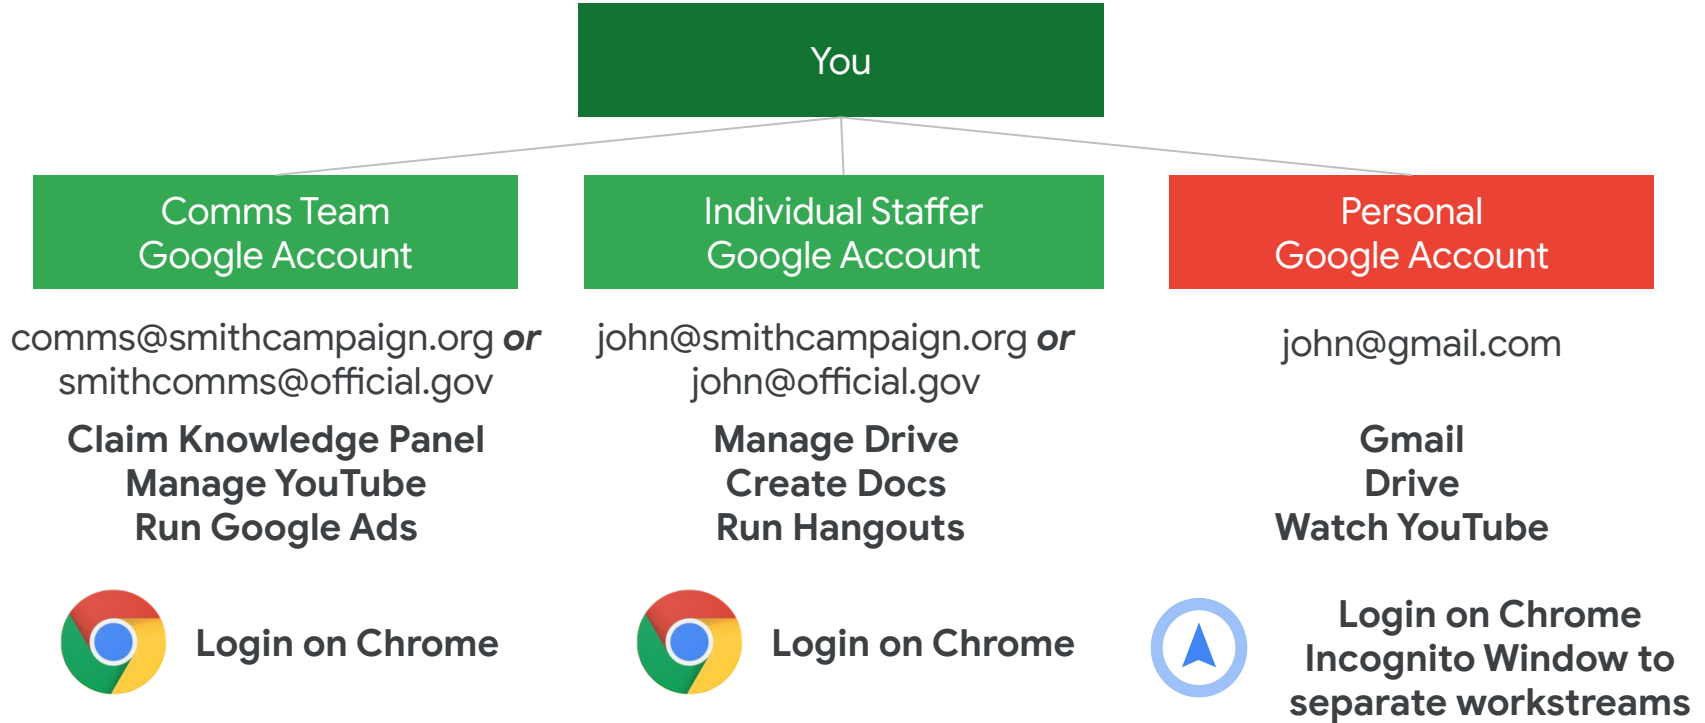 You
Comms Team
Google Account
comms@smithcampaign.org or
smithcomms@official.gov
Claim Knowledge Panel
Manage YouTube
Run Google Ads
Login on Chrome
Individual Staffer
Google Account
john@smithcampaign.org or
john@official.gov
Manage Drive
Create Docs
Run Hangouts
Login on Chrome
Personal
Google Account
john@gmail.com
Gmail
Drive
Watch YouTube
Login on Chrome
Incognito Window to
separate workstreams